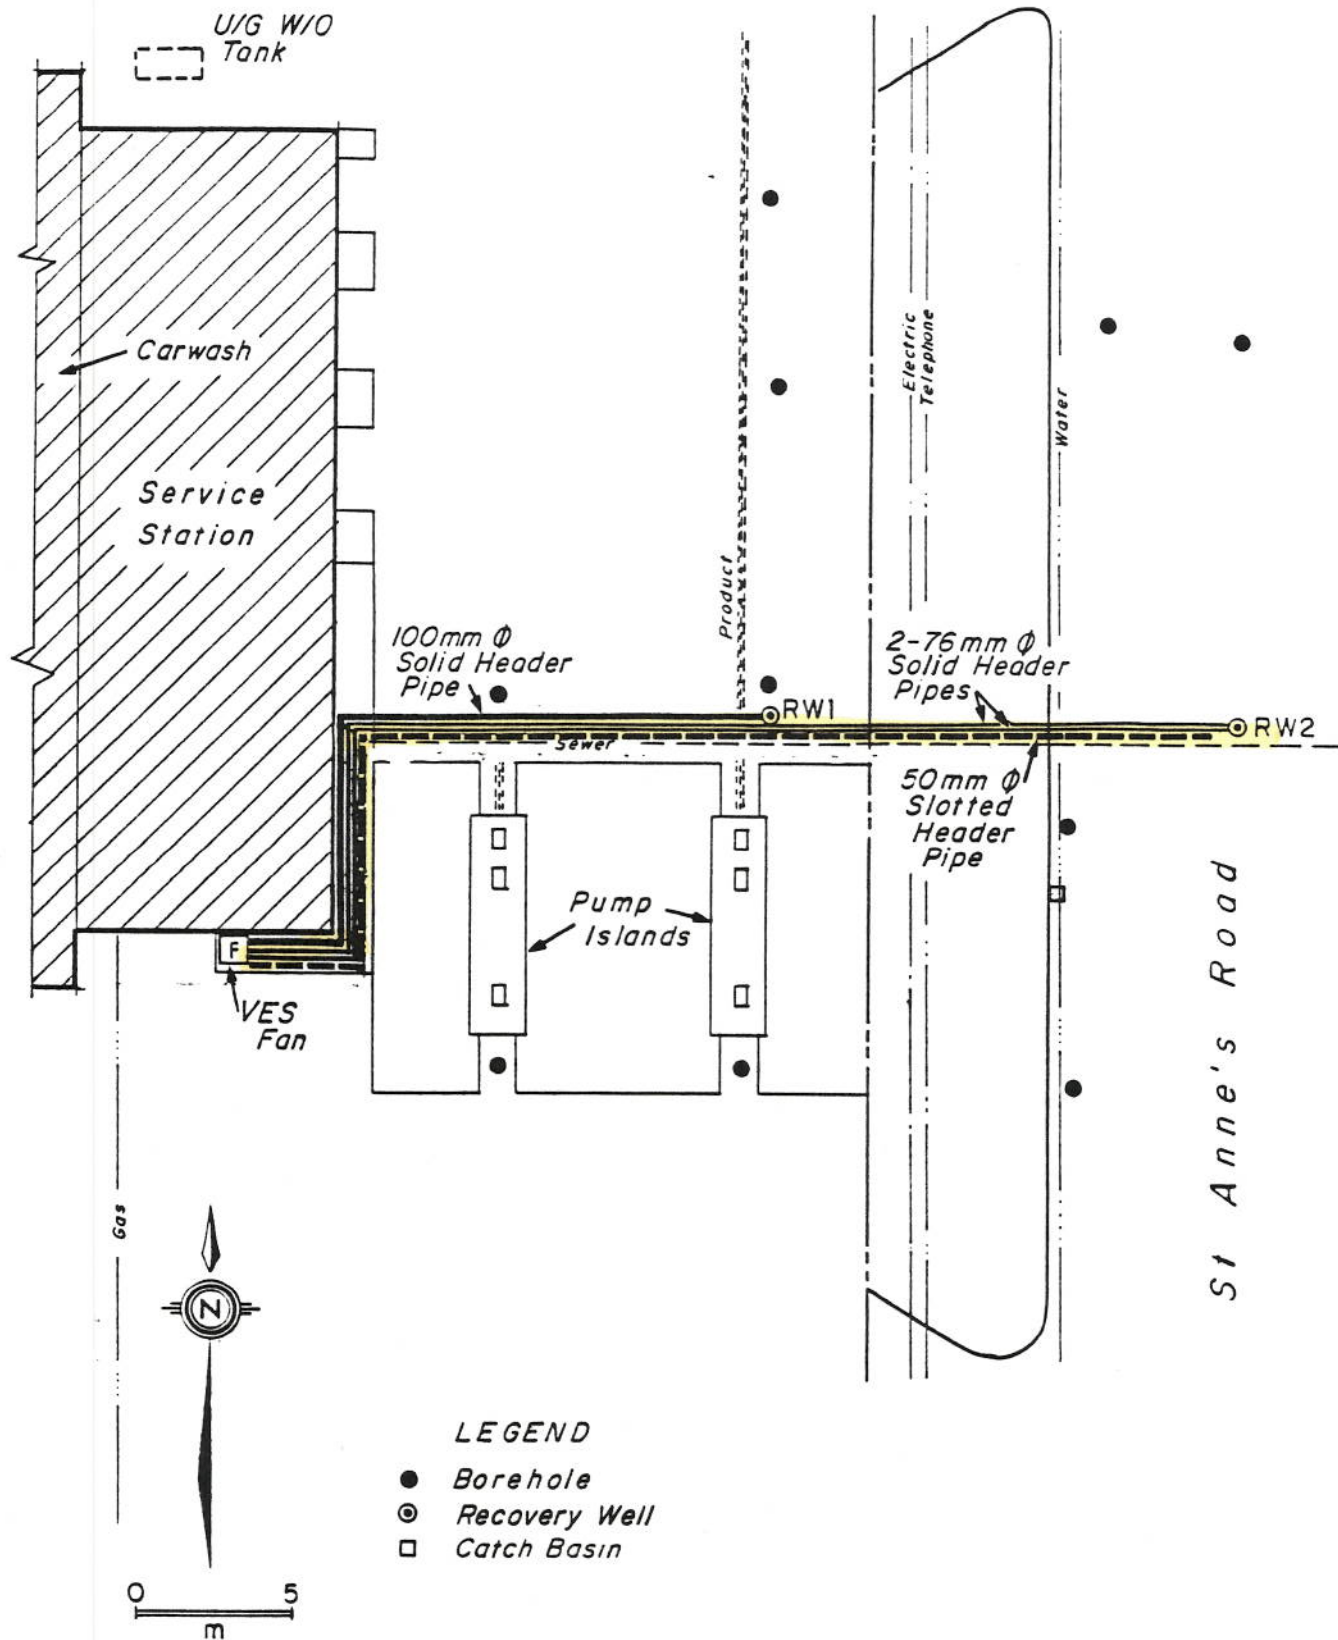 U/G W/O
Tank
Carwash
Service
Station
Electric
Telephone
Water
Product
100mm ϕ
Solid Header
Pipe
2-76mm ϕ
Solid Header
Pipes
RW1
RW2
Sewer
50mm ϕ
Slotted
Header
Pipe
Pump
Islands
F
VES
Fan
St Anne's Road
Gas
N
LEGEND
Borehole
Recovery Well
Catch Basin
0 5
m